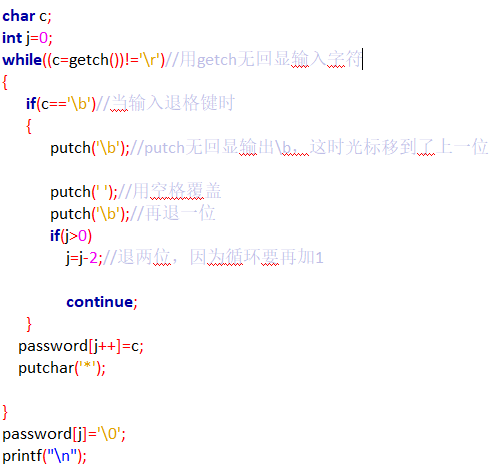 char c;
int j=0;
while((c=getch())!='\r')//用getch无回显输入字符
{
if(c=='\b')//当输入退格键时
{
putch('\b');//putch无回显输出\b，这时光标移到了上一位
putch(' ');//用空格覆盖
putch('\b');//再退一位
if(j>0)
j=j-2;//退两位，因为循环要再加1
continue;
}
password[j++]=c;
putchar('*');
}
password[j]='\0';
printf("\n");